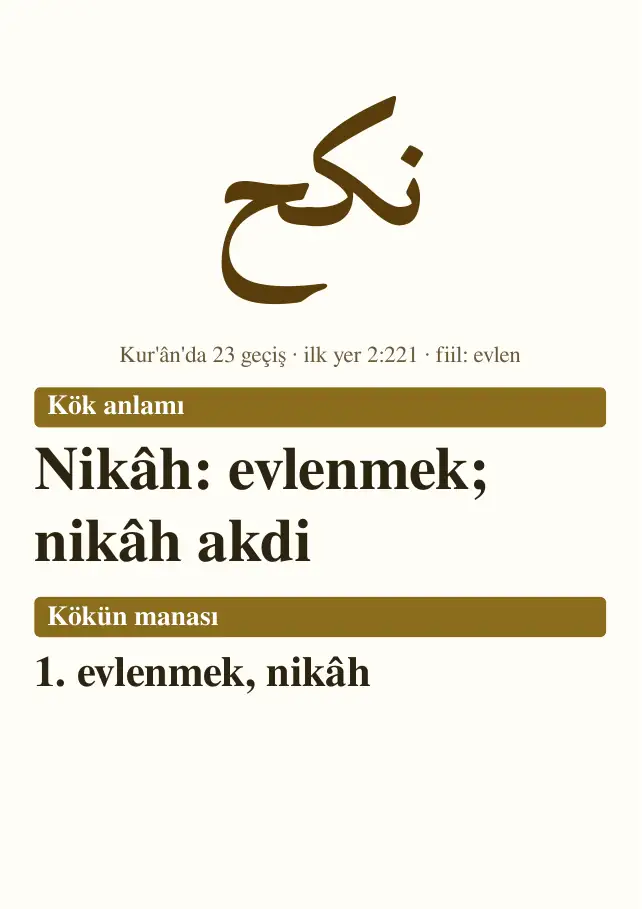 نكح
Kur'ân'da 23 geçiş · ilk yer 2:221 · fiil: evlen
Kök anlamı
Nikâh: evlenmek;
nikâh akdi
Kökün manası
1. evlenmek, nikâh